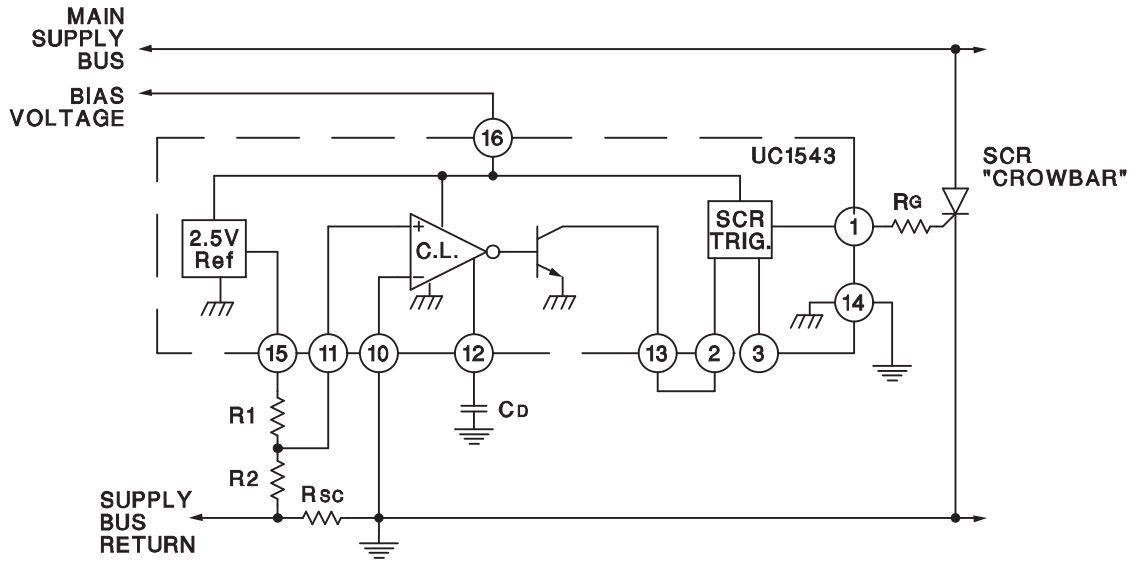 MAIN
SUPPLY
BUS
BIAS
VOLTAGE
16
UC1543
SCR
"CROWBAR"
2.5V
Ref
+
C.L.
−
SCR
TRIG.
1
RG
14
15
11
10
12
13
2
3
R1
CD
R2
RSC
SUPPLY
BUS
RETURN